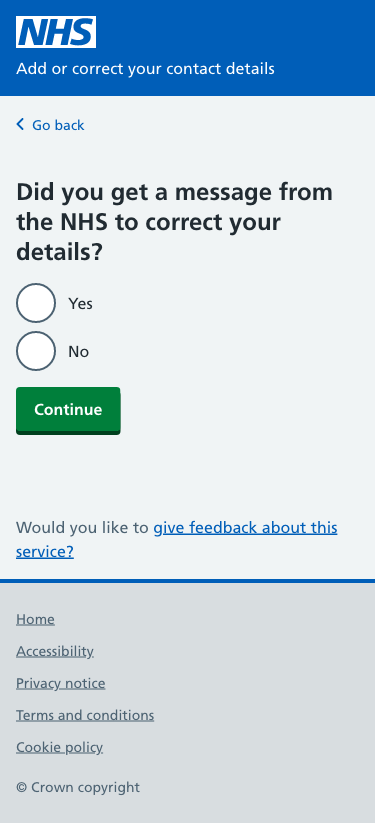 NHS
Add or correct your contact details
Go back
Did you get a message from
the NHS to correct your
details?
Yes
No
Continue
Would you like to give feedback about this
service?
Home
Accessibility
Privacy notice
Terms and conditions
Cookie policy
© Crown copyright